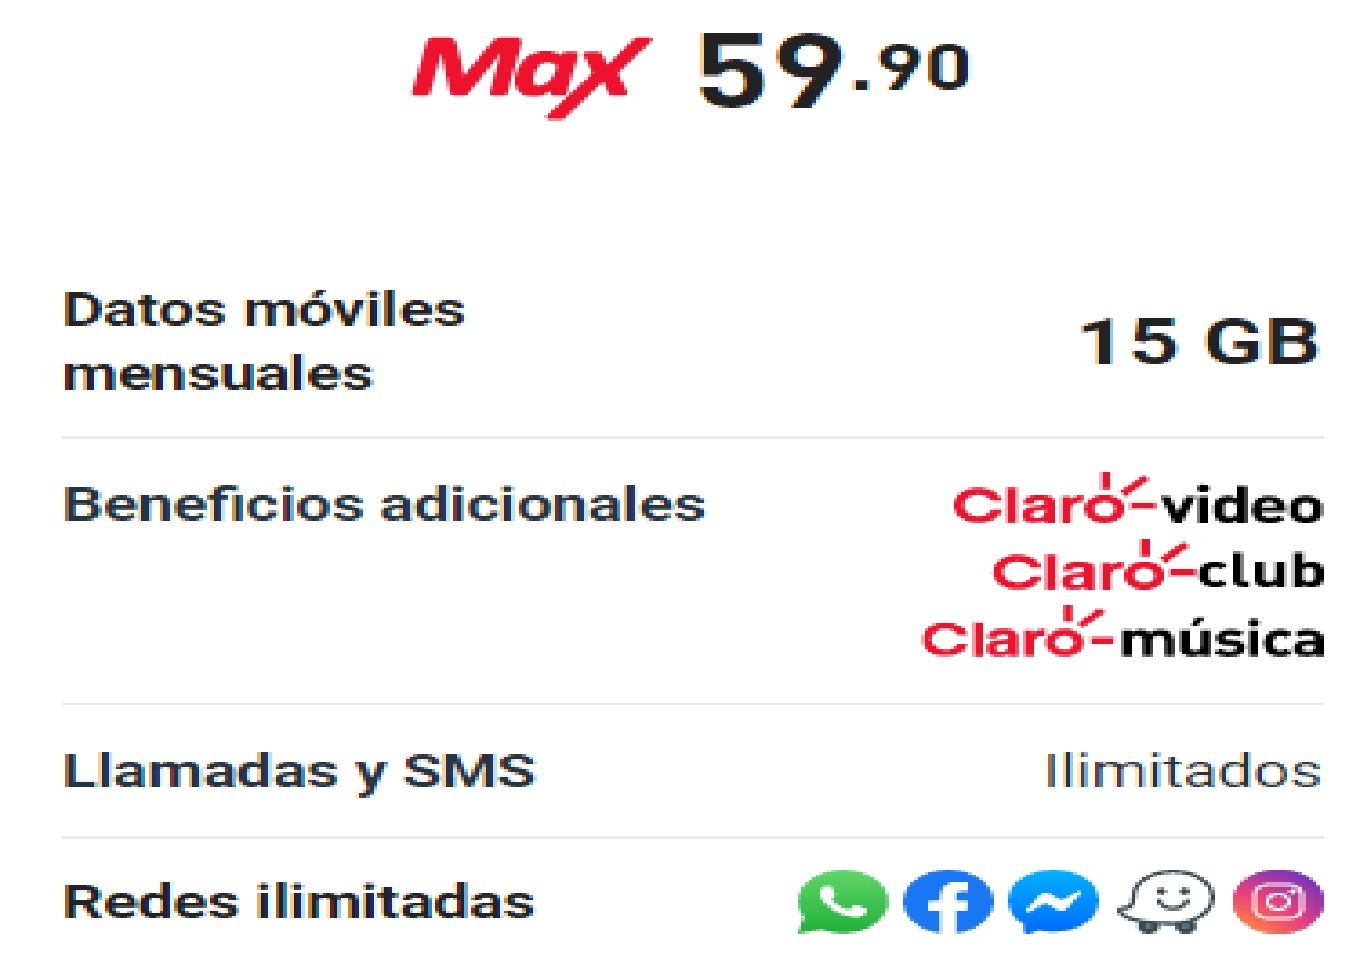 Max 59.90
Datos móviles
mensuales
15 GB
Beneficios adicionales
Claro-video
Claro-club
Claro-música
Llamadas y SMS
Ilimitados
Redes ilimitadas